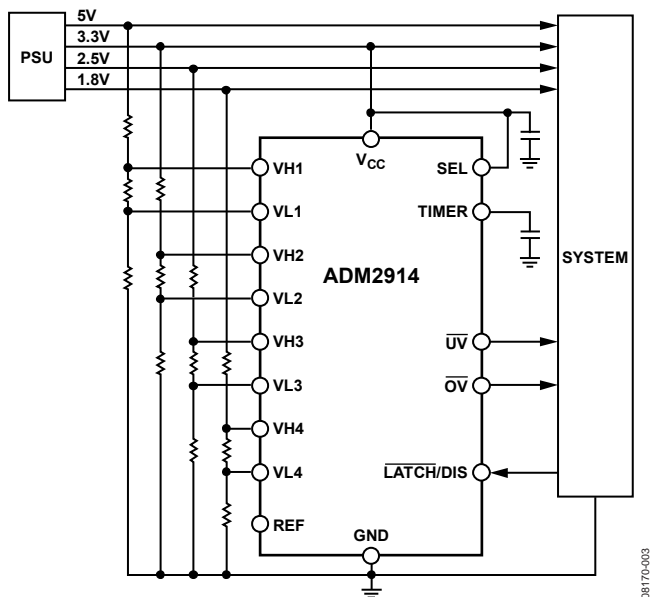 5V
3.3V
PSU
2.5V
1.8V
VCC
VH1
SEL
VL1
TIMER
VH2
SYSTEM
ADM2914
VL2
VH3
UV
VL3
OV
VH4
VL4
LATCH/DIS
REF
GND
08170-003